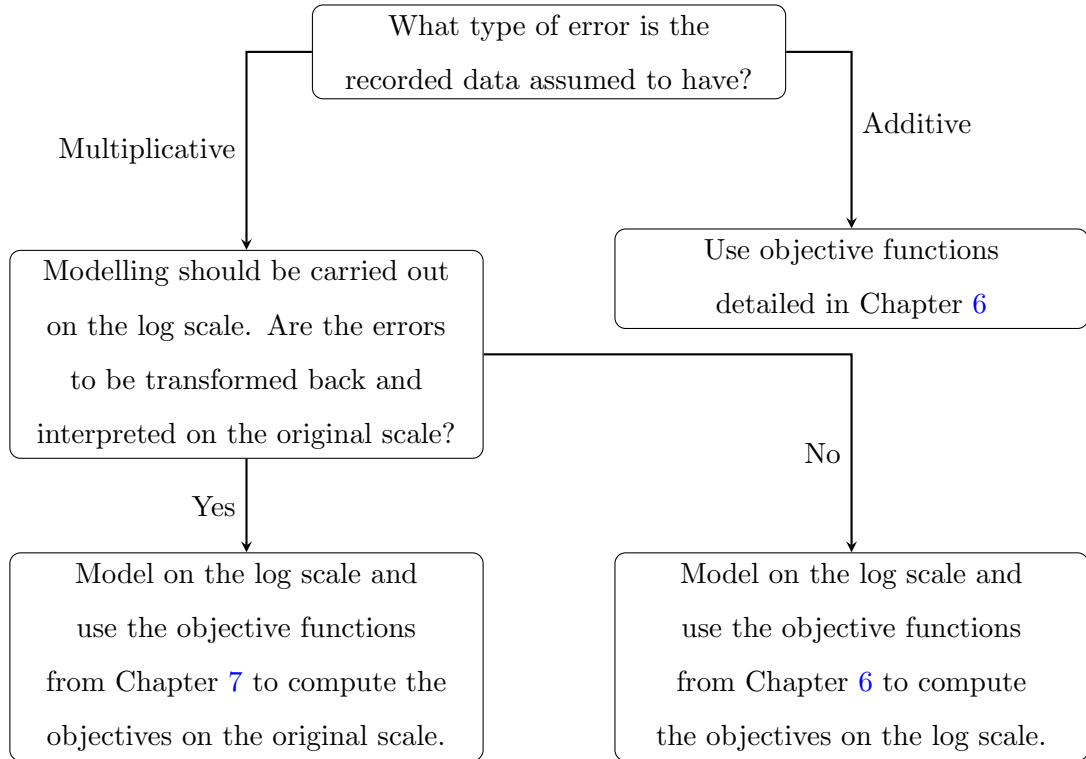 What type of error is the
recorded data assumed to have?
Multiplicative
Additive
Modelling should be carried out
on the log scale. Are the errors
to be transformed back and
interpreted on the original scale?
Use objective functions
detailed in Chapter 6
Yes
No
Model on the log scale and
use the objective functions
from Chapter 7 to compute the
objectives on the original scale.
Model on the log scale and
use the objective functions
from Chapter 6 to compute
the objectives on the log scale.